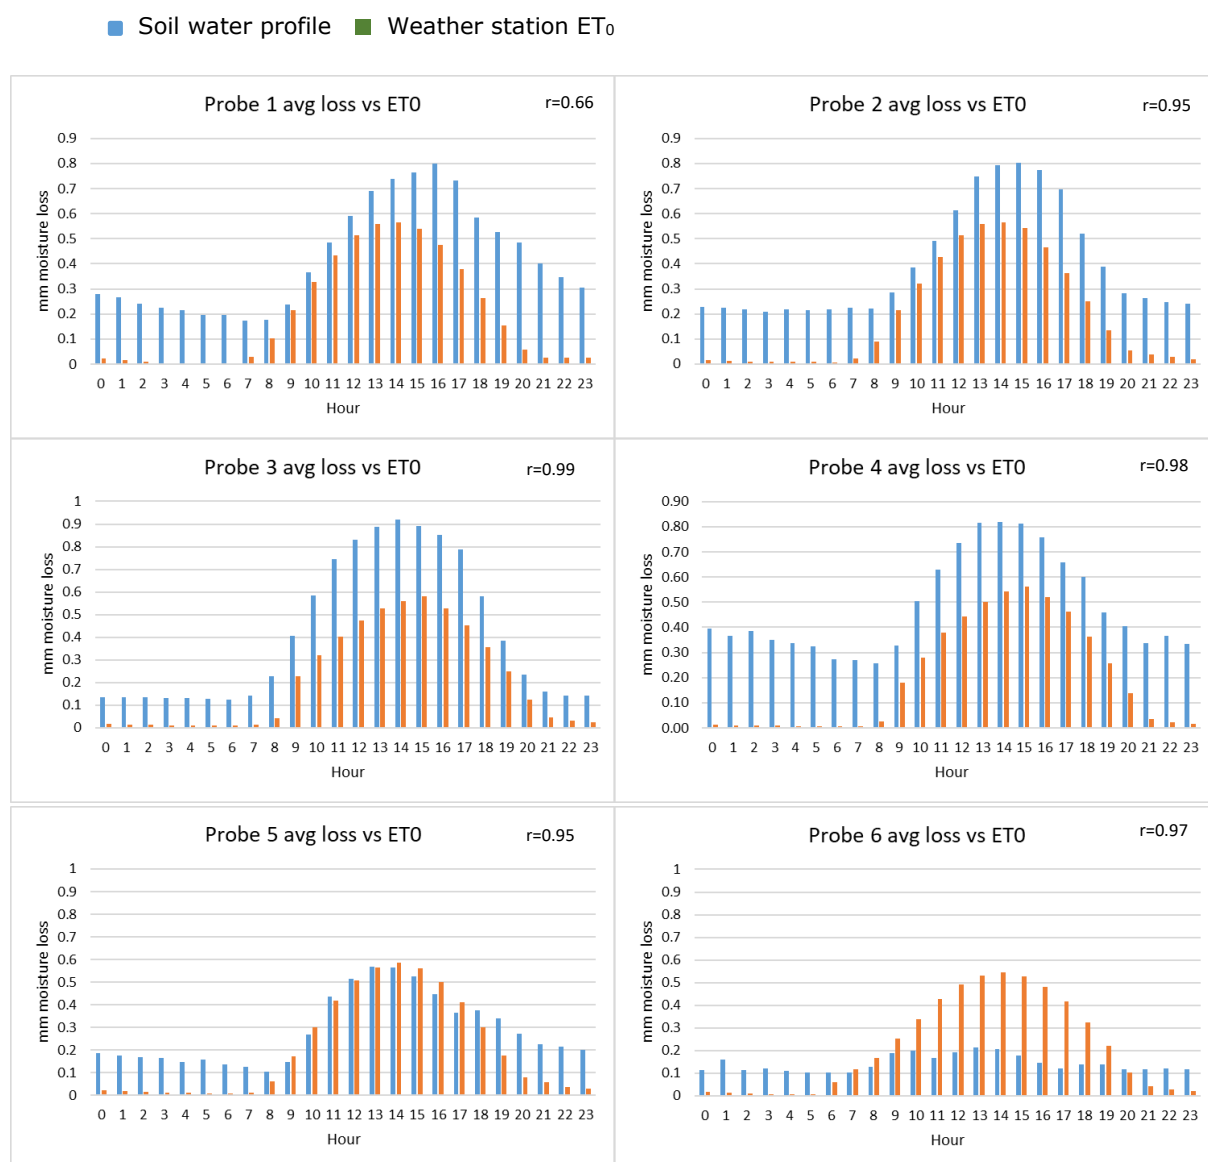 Soil water profile Weather station ET₀
Probe 1 avg loss vs ET0 r=0.66
mm moisture loss
0.9
0.8
0.7
0.6
0.5
0.4
0.3
0.2
0.1
0
0 1 2 3 4 5 6 7 8 9 10 11 12 13 14 15 16 17 18 19 20 21 22 23
Hour
Probe 2 avg loss vs ET0 r=0.95
mm moisture loss
0.9
0.8
0.7
0.6
0.5
0.4
0.3
0.2
0.1
0
0 1 2 3 4 5 6 7 8 9 10 11 12 13 14 15 16 17 18 19 20 21 22 23
Hour
Probe 3 avg loss vs ET0 r=0.99
mm moisture loss
1
0.9
0.8
0.7
0.6
0.5
0.4
0.3
0.2
0.1
0
0 1 2 3 4 5 6 7 8 9 10 11 12 13 14 15 16 17 18 19 20 21 22 23
Hour
Probe 4 avg loss vs ET0 r=0.98
mm moisture loss
0.90
0.80
0.70
0.60
0.50
0.40
0.30
0.20
0.10
0.00
0 1 2 3 4 5 6 7 8 9 10 11 12 13 14 15 16 17 18 19 20 21 22 23
Hour
Probe 5 avg loss vs ET0 r=0.95
mm moisture loss
1
0.9
0.8
0.7
0.6
0.5
0.4
0.3
0.2
0.1
0
0 1 2 3 4 5 6 7 8 9 10 11 12 13 14 15 16 17 18 19 20 21 22 23
Hour
Probe 6 avg loss vs ET0 r=0.97
mm moisture loss
1
0.9
0.8
0.7
0.6
0.5
0.4
0.3
0.2
0.1
0
0 1 2 3 4 5 6 7 8 9 10 11 12 13 14 15 16 17 18 19 20 21 22 23
Hour